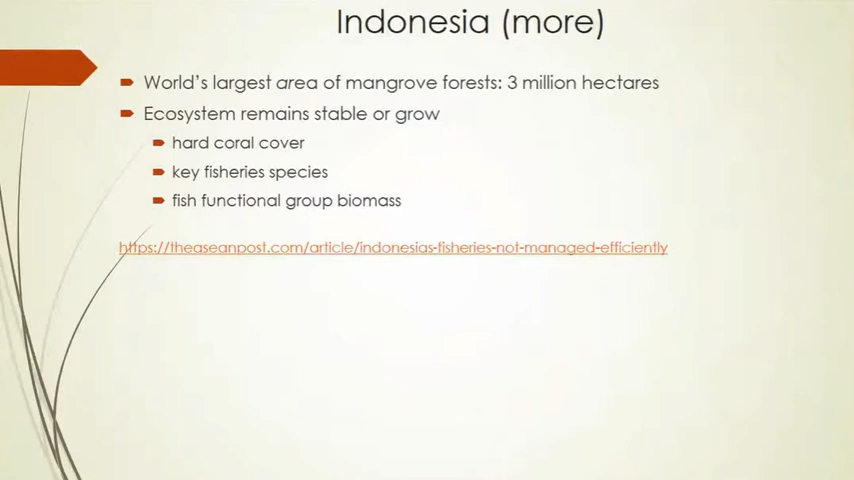 Indonesia (more)
World's largest area of mangrove forests: 3 million hectares
Ecosystem remains stable or grow
hard coral cover
key fisheries species
fish functional group biomass
https://theaseanpost.com/article/indonesias-fisheries-not-managed-efficiently